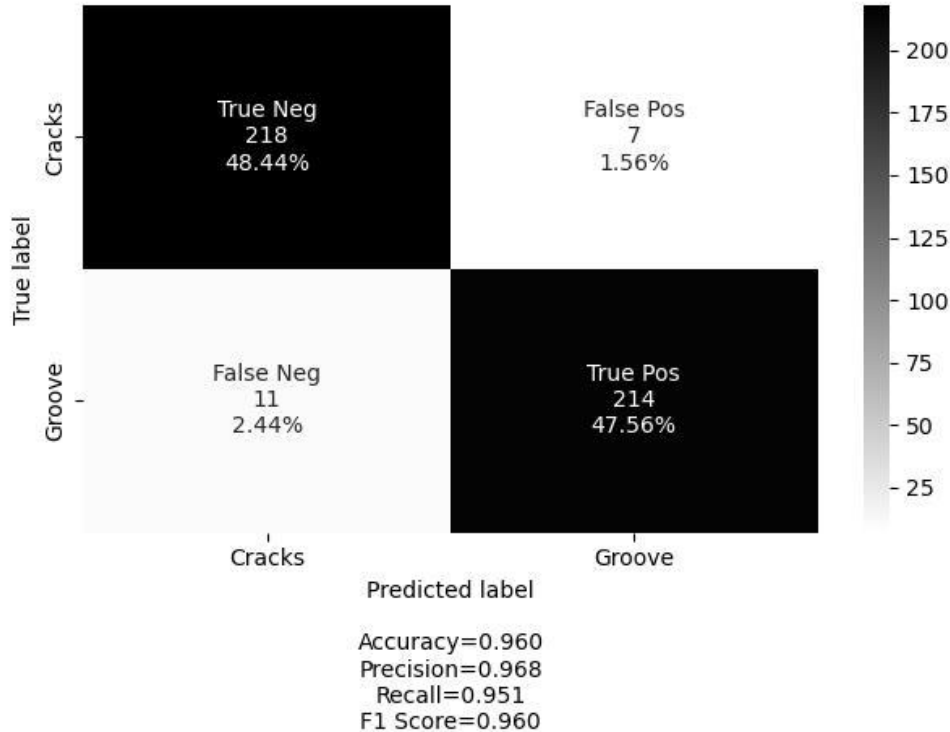 True label
Cracks
Groove
True Neg
218
48.44%
False Pos
7
1.56%
False Neg
11
2.44%
True Pos
214
47.56%
200
175
150
125
100
75
50
25
Cracks
Groove
Predicted label
Accuracy=0.960
Precision=0.968
Recall=0.951
F1 Score=0.960